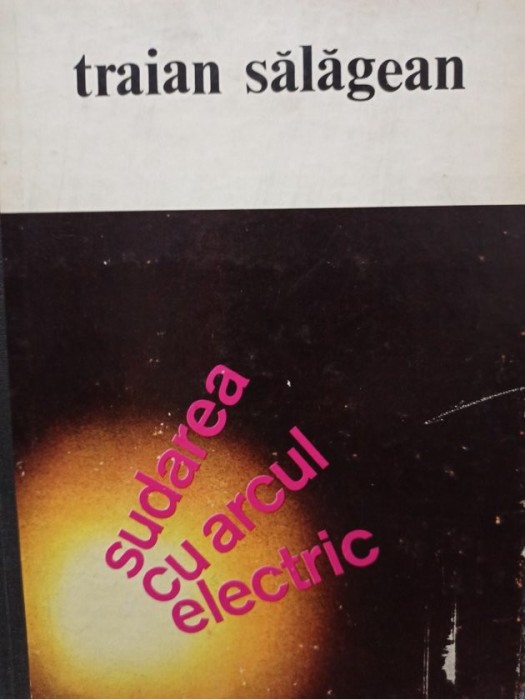 traian sălăgean
sudarea
cu arcul
electric